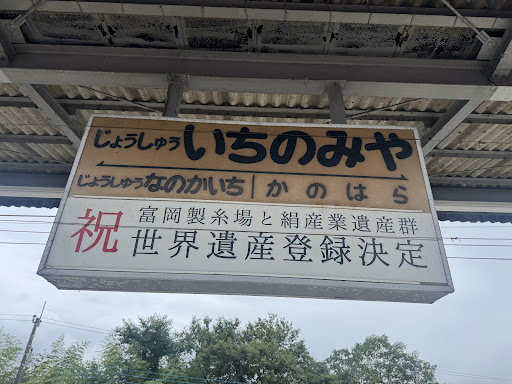 じょうしゅう いちのみや
じょうしゅう なのかいち かのはら
祝 富岡製糸場と絹産業遺産群
世界遺産登録決定